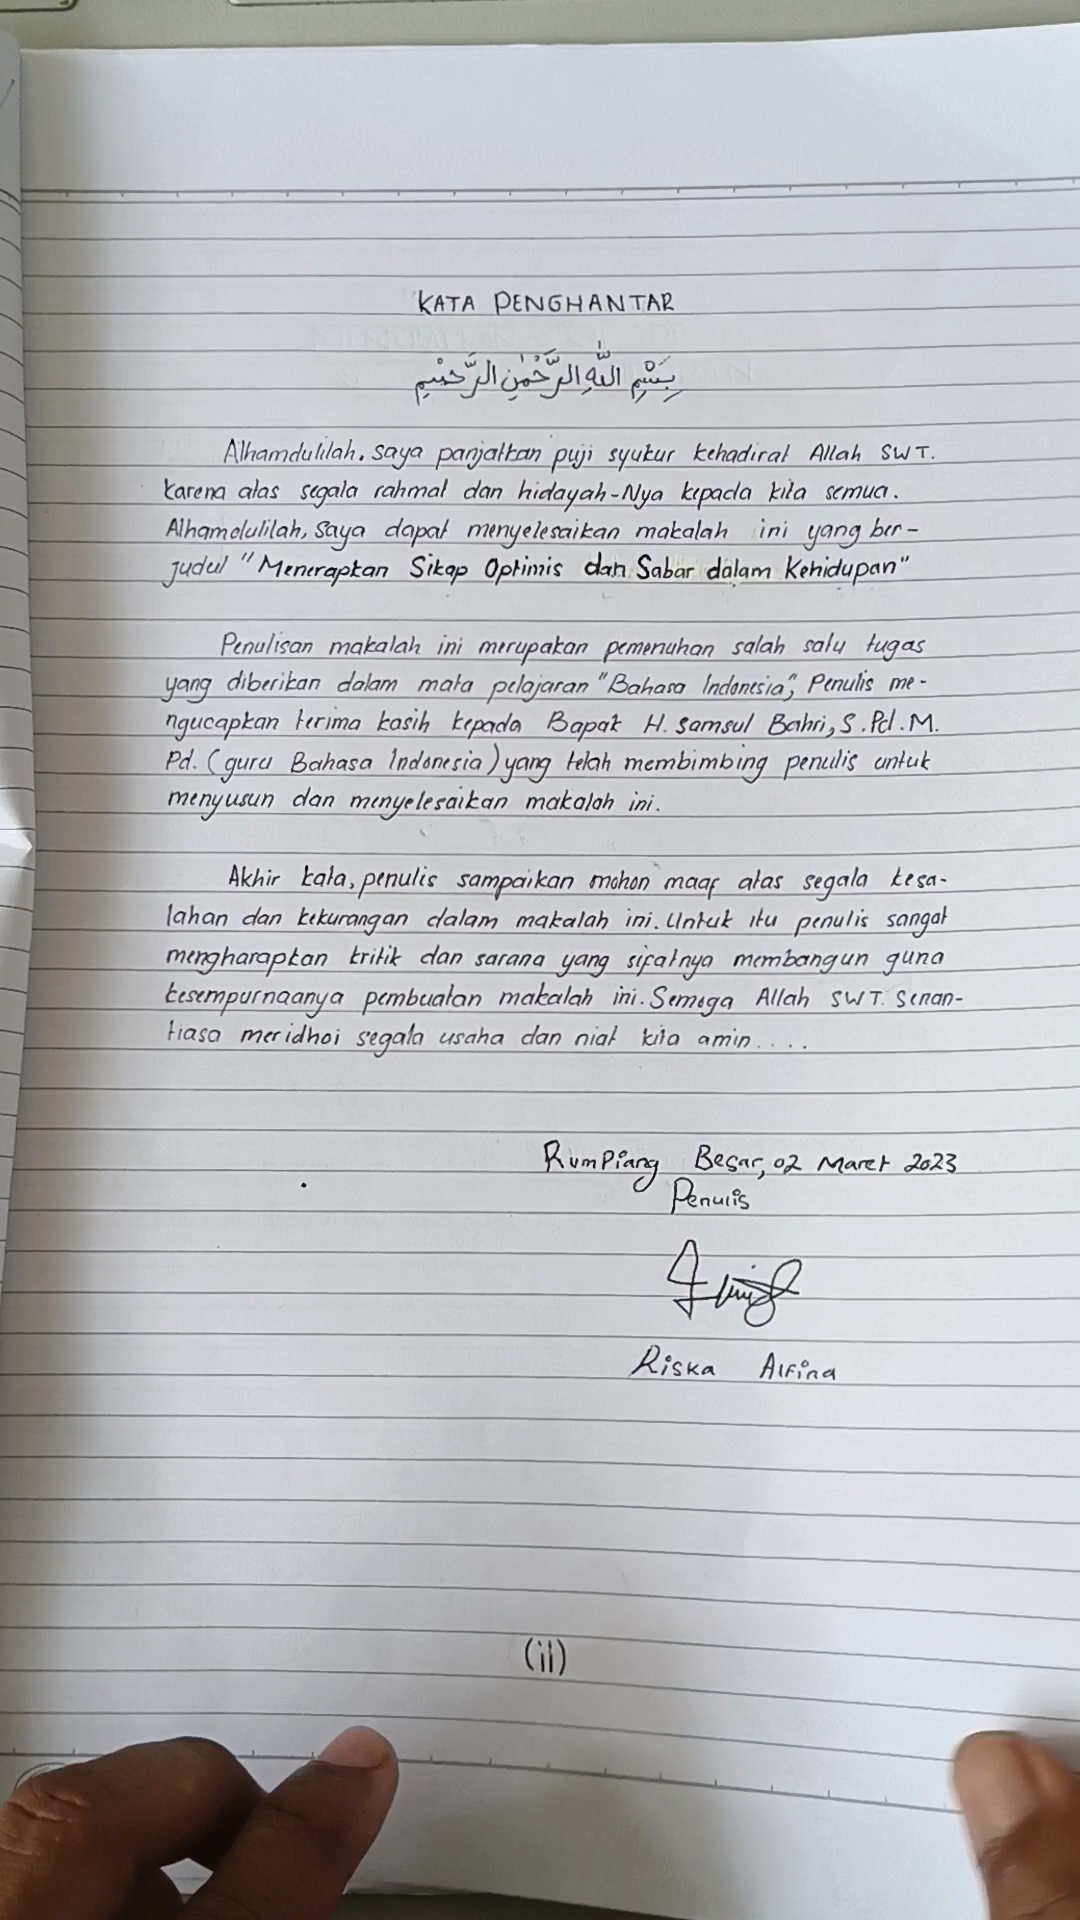 KATA PENGHANTAR
بِسْمِ اللّٰهِ الرَّحْمٰنِ الرَّحِيْمِ
Alhamdulilah. saya panjatkan puji syukur kehadirat Allah SWT.
karena atas segala rahmat dan hidayah-Nya kepada kita semua.
Alhamdulilah, saya dapat menyelesaikan makalah ini yang ber-
judul "Menerapkan Sikap Optimis dan Sabar dalam Kehidupan"
Penulisan makalah ini merupakan pemenuhan salah satu tugas
yang diberikan dalam mata pelajaran "Bahasa Indonesia", Penulis me-
ngucapkan terima kasih kepada Bapak H. Samsul Bahri, S.Pd.M.
Pd. (guru Bahasa Indonesia) yang telah membimbing penulis untuk
menyusun dan menyelesaikan makalah ini.
Akhir kata, penulis sampaikan mohon maaf atas segala kesa-
lahan dan kekurangan dalam makalah ini. Untuk itu penulis sangat
mengharapkan kritik dan sarana yang sifatnya membangun guna
kesempurnaanya pembuatan makalah ini. Semoga Allah SWT. Senan-
tiasa meridhoi segala usaha dan niat kita amin....
Rumpiang Besar, 02 Maret 2023
Penulis
Riska Alfina
(ii)